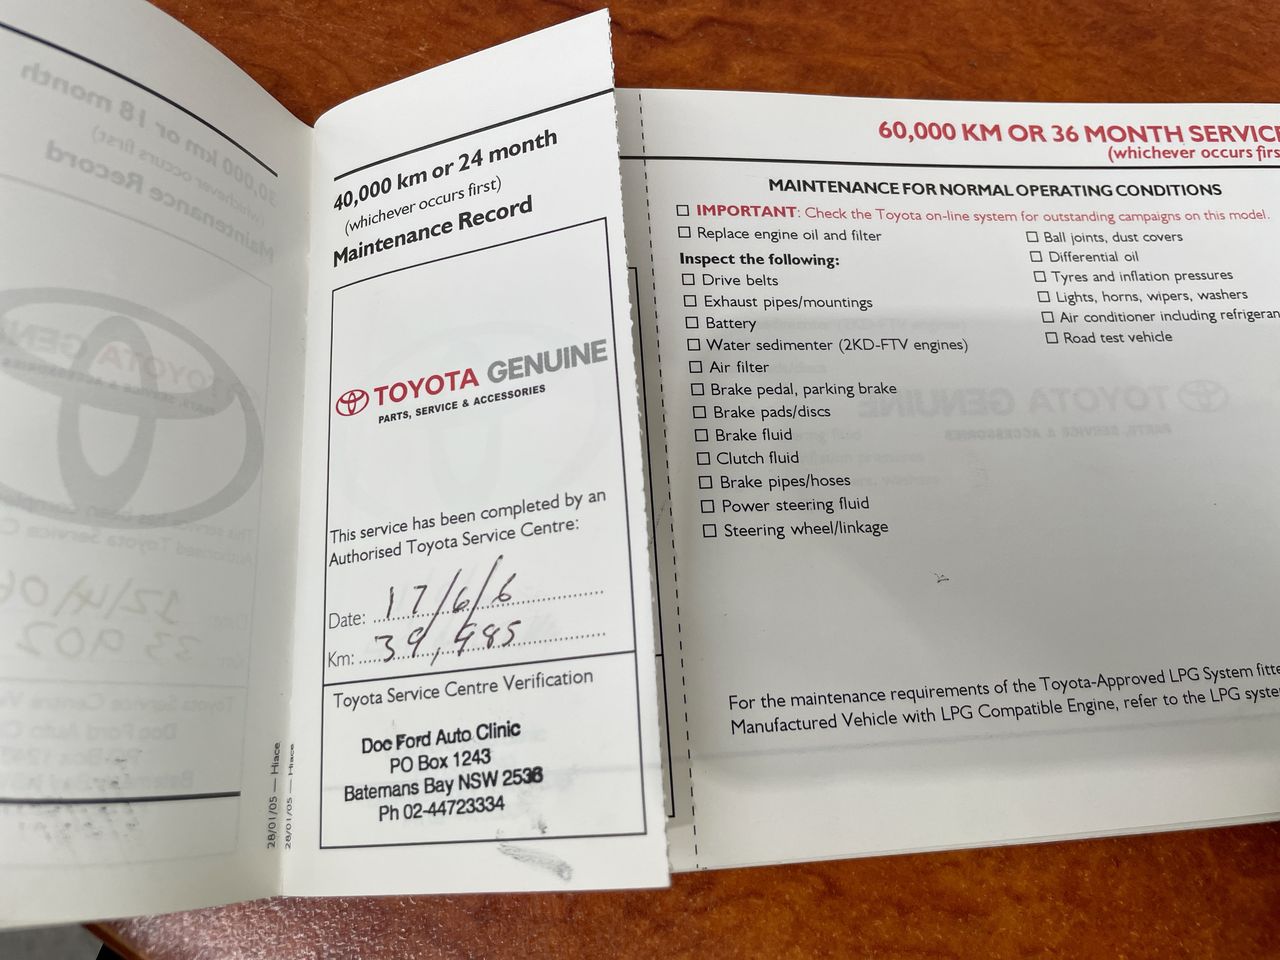 40,000 km or 24 month
(whichever occurs first)
Maintenance Record
TOYOTA GENUINE
PARTS, SERVICE & ACCESSORIES
This service has been completed by an
Authorised Toyota Service Centre:
Date: 17/6/6
Km: 39,985
Toyota Service Centre Verification
Doc Ford Auto Clinic
PO Box 1243
Batemans Bay NSW 2536
Ph 02-44723334
28/01/05 — Hiace
28/01/05 — Hiace
60,000 KM OR 36 MONTH SERVICE
(whichever occurs firs
MAINTENANCE FOR NORMAL OPERATING CONDITIONS
IMPORTANT: Check the Toyota on-line system for outstanding campaigns on this model.
Replace engine oil and filter
Inspect the following:
Drive belts
Exhaust pipes/mountings
Battery
Water sedimenter (2KD-FTV engines)
Air filter
Brake pedal, parking brake
Brake pads/discs
Brake fluid
Clutch fluid
Brake pipes/hoses
Power steering fluid
Steering wheel/linkage
Ball joints, dust covers
Differential oil
Tyres and inflation pressures
Lights, horns, wipers, washers
Air conditioner including refrigeran
Road test vehicle
For the maintenance requirements of the Toyota-Approved LPG System fitte
Manufactured Vehicle with LPG Compatible Engine, refer to the LPG syste